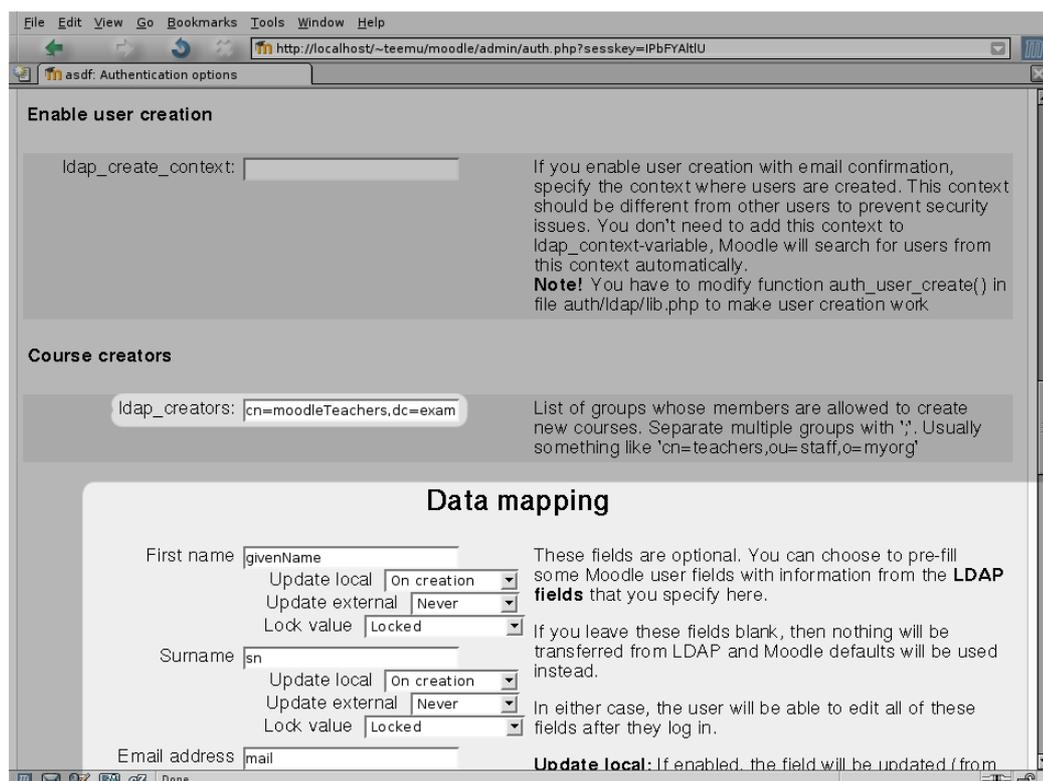 File Edit View Go Bookmarks Tools Window Help
http://localhost/~teemu/moodle/admin/auth.php?sesskey=IPbFYAltlU
asdf: Authentication options
Enable user creation
ldap_create_context:
If you enable user creation with email confirmation,
specify the context where users are created. This context
should be different from other users to prevent security
issues. You don't need to add this context to
ldap_context-variable, Moodle will search for users from
this context automatically.
Note! You have to modify function auth_user_create() in
file auth/ldap/lib.php to make user creation work
Course creators
ldap_creators: cn=moodleTeachers,dc=exam
List of groups whose members are allowed to create
new courses. Separate multiple groups with ';'. Usually
something like 'cn=teachers,ou=staff,o=myorg'
Data mapping
First name givenName
Update local On creation
Update external Never
Lock value Locked
Surname sn
Update local On creation
Update external Never
Lock value Locked
Email address mail
These fields are optional. You can choose to pre-fill
some Moodle user fields with information from the LDAP
fields that you specify here.
If you leave these fields blank, then nothing will be
transferred from LDAP and Moodle defaults will be used
instead.
In either case, the user will be able to edit all of these
fields after they log in.
Update local: If enabled, the field will be updated (from
Done